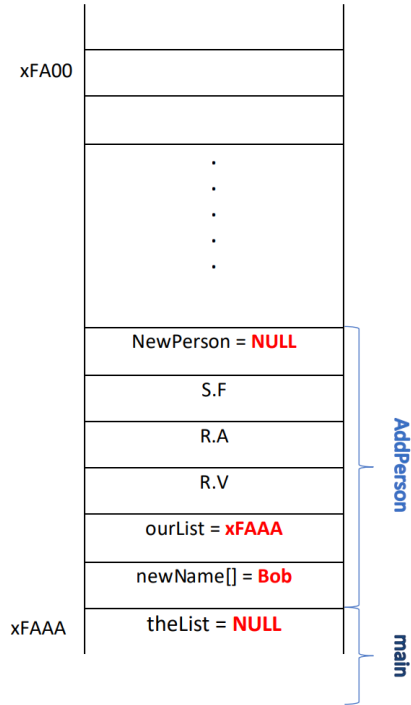 xFA00
.
.
.
.
.
NewPerson = NULL
S.F
R.A
R.V
ourList = xFAAA
newName[] = Bob
xFAAA
theList = NULL
AddPerson
main